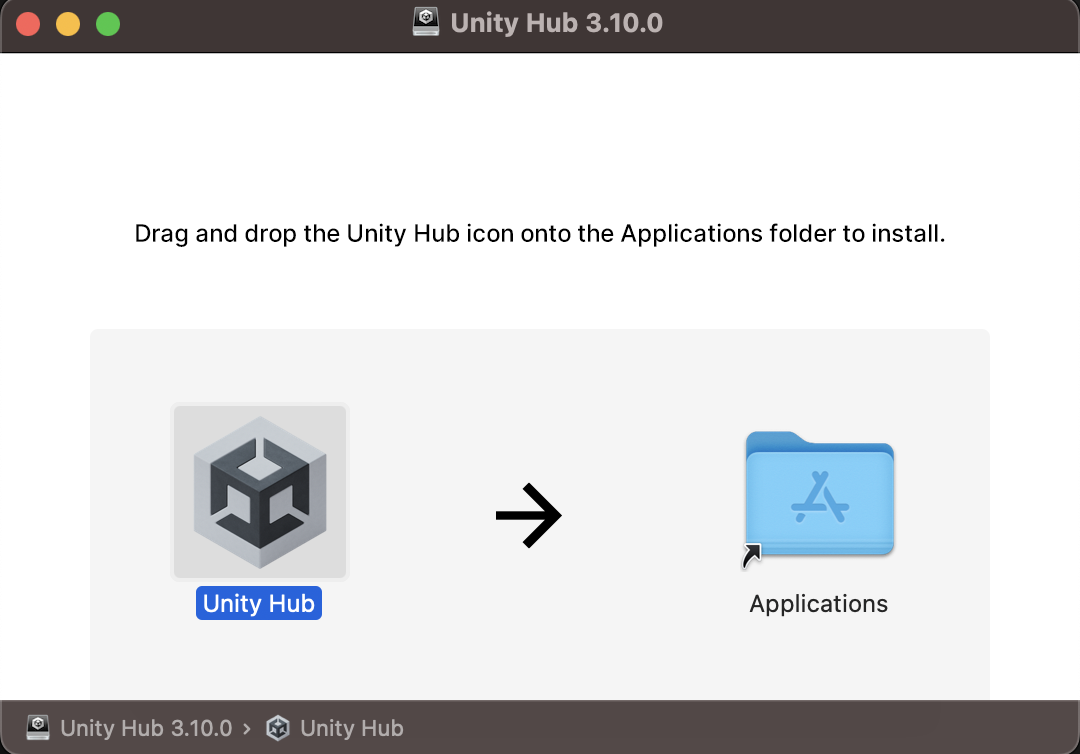 Unity Hub 3.10.0
Drag and drop the Unity Hub icon onto the Applications folder to install.
Unity Hub
Applications
Unity Hub 3.10.0 › Unity Hub